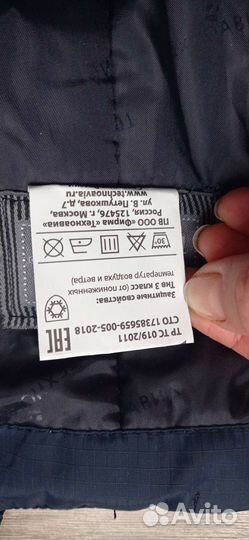 ТР ТС 019/2011
СТО 17385659-005-2018
Защитные свойства:
Тнв 3 класс (от пониженных
температур воздуха и ветра)
30°
ПВ ООО «Фирма «Техноавиа»
Россия, 125476, г. Москва,
ул. В. Петушкова, д.7
www.technoavia.ru
EAC
Avito